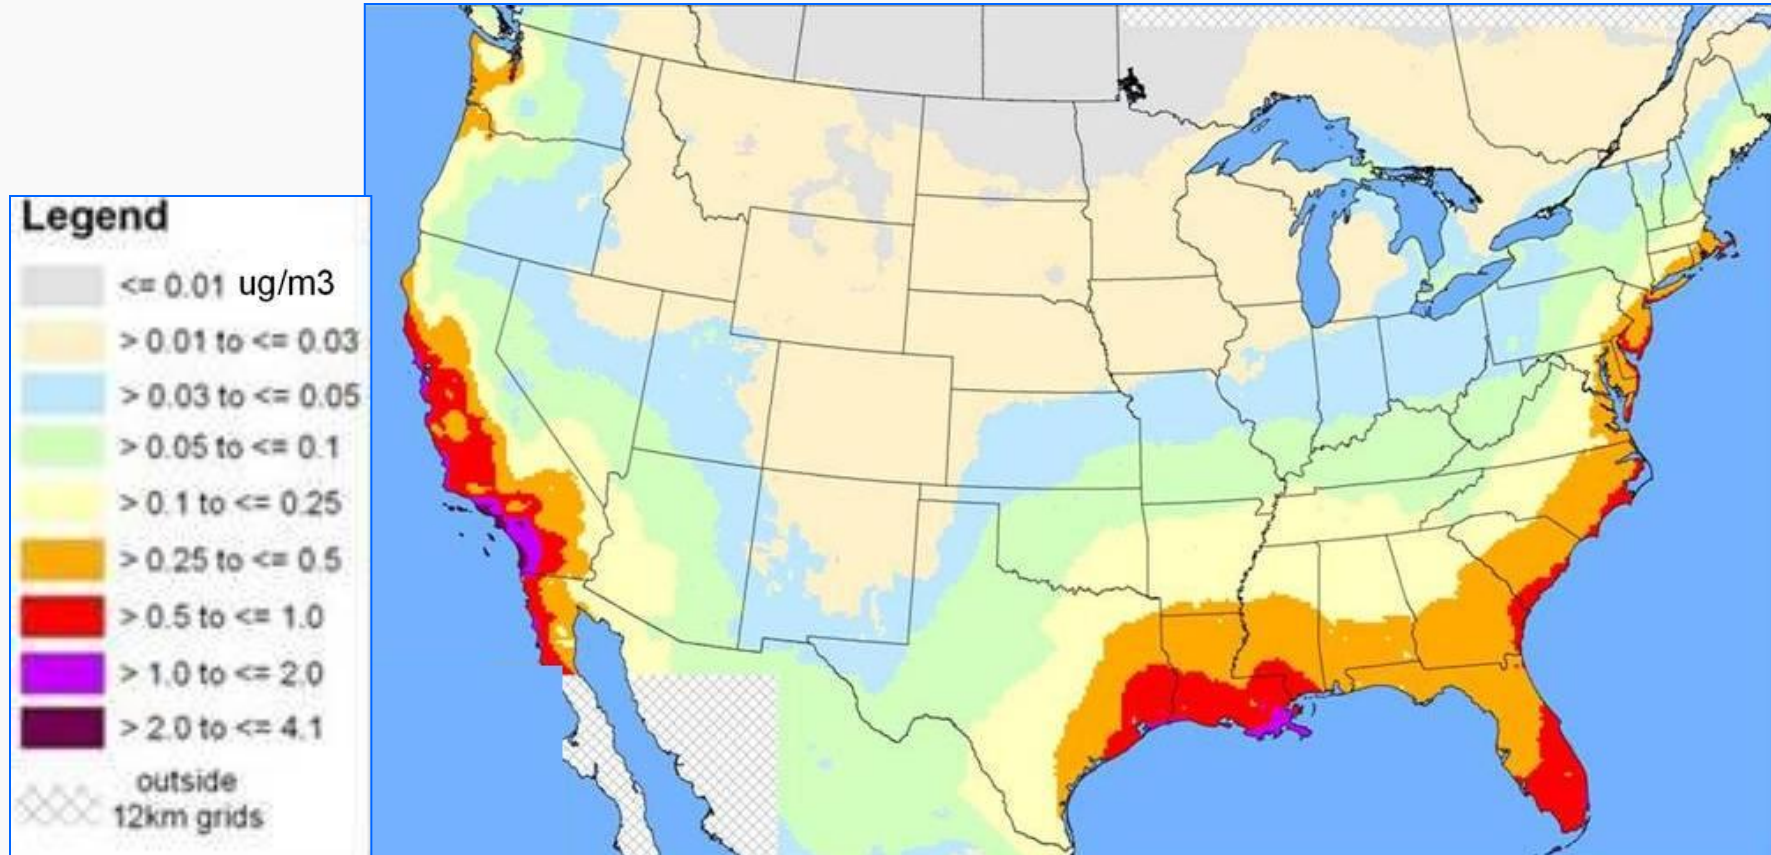 Legend
<= 0.01 ug/m3
> 0.01 to <= 0.03
> 0.03 to <= 0.05
> 0.05 to <= 0.1
> 0.1 to <= 0.25
> 0.25 to <= 0.5
> 0.5 to <= 1.0
> 1.0 to <= 2.0
> 2.0 to <= 4.1
outside
12km grids